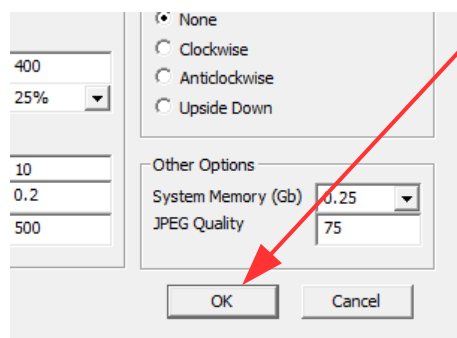 None
Clockwise
400
Anticlockwise
25%
Upside Down
Other Options
10
System Memory (Gb) 0.25
0.2
JPEG Quality 75
500
OK Cancel